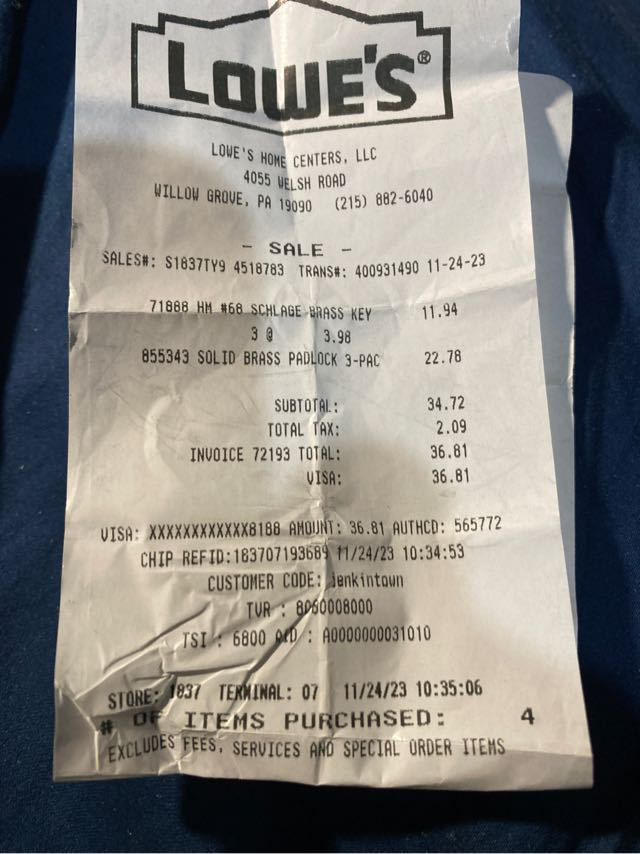 LOWE'S®
LOWE'S HOME CENTERS, LLC
4055 WELSH ROAD
WILLOW GROVE, PA 19090 (215) 882-6040
- SALE -
SALES#: S1837TY9 4518783 TRANS#: 400931490 11-24-23
71888 HM #68 SCHLAGE BRASS KEY 11.94
3 @ 3.98
855343 SOLID BRASS PADLOCK 3-PAC 22.78
SUBTOTAL: 34.72
TOTAL TAX: 2.09
INVOICE 72193 TOTAL: 36.81
VISA: 36.81
VISA: XXXXXXXXXXXX8188 AMOUNT: 36.81 AUTHCD: 565772
CHIP REFID:183707193689 11/24/23 10:34:53
CUSTOMER CODE: jenkintown
TVR : 8080008000
TSI : 6800 AID : A0000000031010
STORE: 1837 TERMINAL: 07 11/24/23 10:35:06
# OF ITEMS PURCHASED: 4
EXCLUDES FEES, SERVICES AND SPECIAL ORDER ITEMS